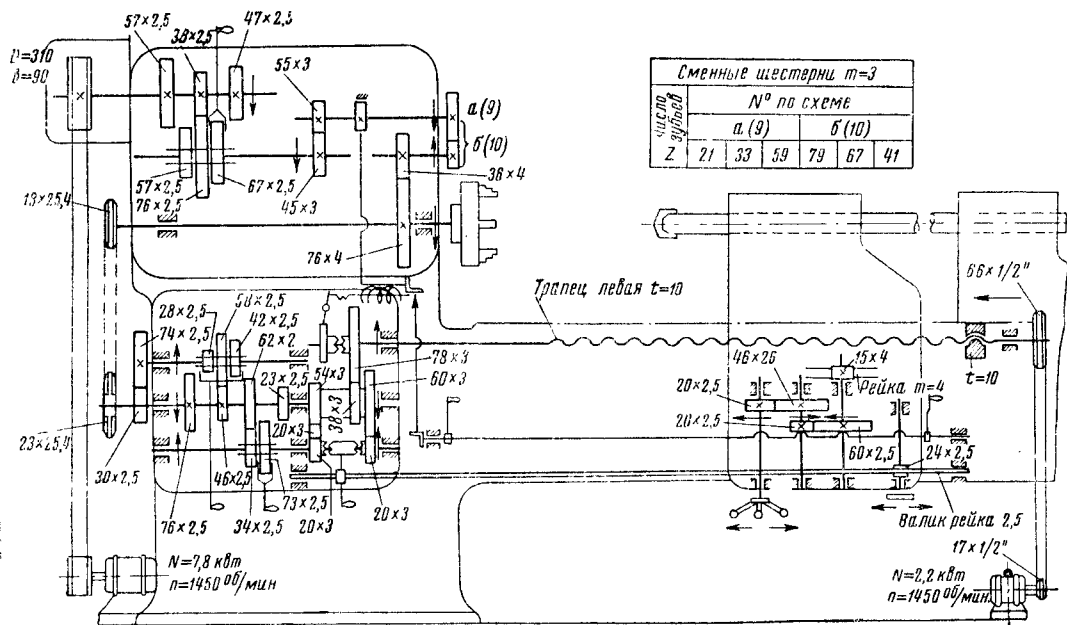 57×2,5
38×2,5
47×2,5
D=310
B=90
55×3
а(9)
б(10)
57×2,5
76×2,5
67×2,5
45×3
36×4
13×25,4
76×4
Сменные шестерни m=3
Число зубьев
№ по схеме
а(9) б(10)
Z 21 33 59 79 67 41
66×1/2"
Трапец левая t=10
28×2,5
58×2,5
74×2,5
42×2,5
62×2
78×3
46×26
15×4
Рейка m=4
t=10
54×3
60×3
23×2,5
38×3
20×2,5
20×3
20×2,5
60×2,5
24×2,5
23×25,4
30×2,5
46×2,5
73×2,5
76×2,5
34×2,5
20×3
20×3
Валик рейка 2,5
17×1/2"
N=7,8 квт
n=1450 об/мин
N=2,2 квт
n=1450 об/мин.